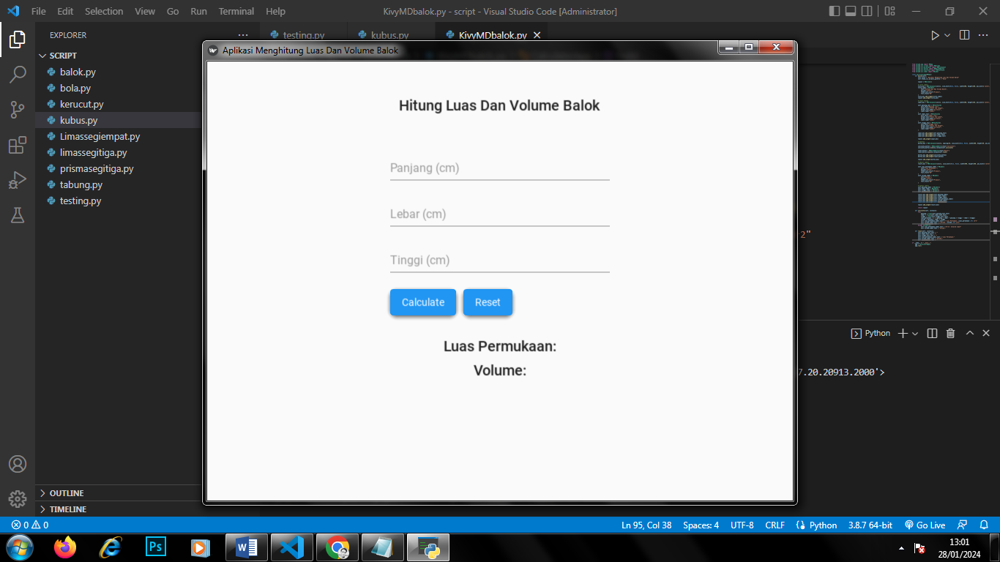 File Edit Selection View Go Run Terminal Help
KivyMDbalok.py - script - Visual Studio Code [Administrator]
EXPLORER
testing.py kubus.py KivyMDbalok.py
SCRIPT
balok.py
bola.py
kerucut.py
kubus.py
Limassegiempat.py
limassegitiga.py
prismasegitiga.py
tabung.py
testing.py
OUTLINE
TIMELINE
Aplikasi Menghitung Luas Dan Volume Balok
Hitung Luas Dan Volume Balok
Panjang (cm)
Lebar (cm)
Tinggi (cm)
Calculate Reset
Luas Permukaan:
Volume:
2"
Python
7.20.20913.2000'>
0 0
Ln 95, Col 38 Spaces: 4 UTF-8 CRLF Python 3.8.7 64-bit Go Live
Ps
W
13:01
28/01/2024